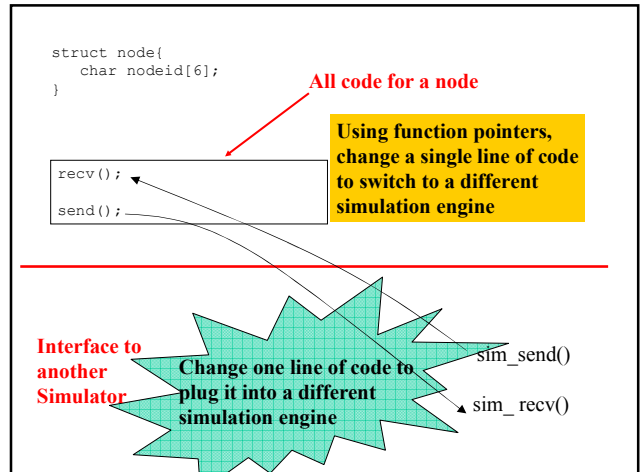 struct node{
char nodeid[6];
}
All code for a node
Using function pointers,
change a single line of code
to switch to a different
simulation engine
recv();
send();
Interface to
another
Simulator
Change one line of code to
plug it into a different
simulation engine
sim_send()
sim_ recv()